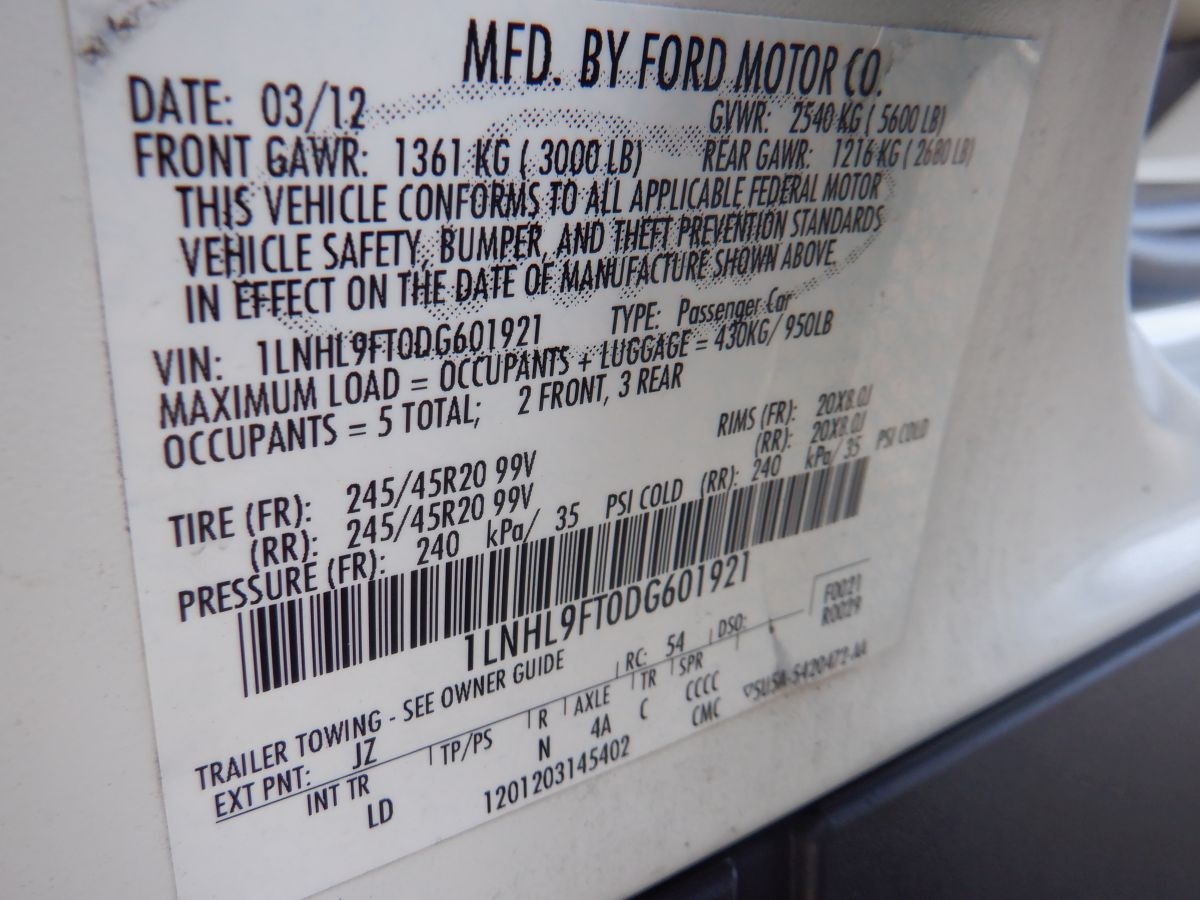 MFD. BY FORD MOTOR CO.
DATE: 03/12 GVWR: 2540 KG ( 5600 LB)
FRONT GAWR: 1361 KG ( 3000 LB) REAR GAWR: 1216 KG ( 2680 LB)
THIS VEHICLE CONFORMS TO ALL APPLICABLE FEDERAL MOTOR
VEHICLE SAFETY, BUMPER, AND THEFT PREVENTION STANDARDS
IN EFFECT ON THE DATE OF MANUFACTURE SHOWN ABOVE.
VIN: 1LNHL9FT0DG601921 TYPE: Passenger Car
MAXIMUM LOAD = OCCUPANTS + LUGGAGE = 430KG/ 950LB
OCCUPANTS = 5 TOTAL; 2 FRONT, 3 REAR
TIRE (FR): 245/45R20 99V RIMS (FR): 20X8.0J
(RR): 245/45R20 99V (RR): 20X8.0J
PRESSURE (FR): 240 kPa/ 35 PSI COLD (RR): 240 kPa/ 35 PSI COLD
1LNHL9FT0DG601921
TRAILER TOWING - SEE OWNER GUIDE
EXT PNT: JZ RC: 54 DSO: F0021
R0029
INT TR TP/PS R AXLE TR SPR
LD N 4A C CCCC
1201203145402 CMC